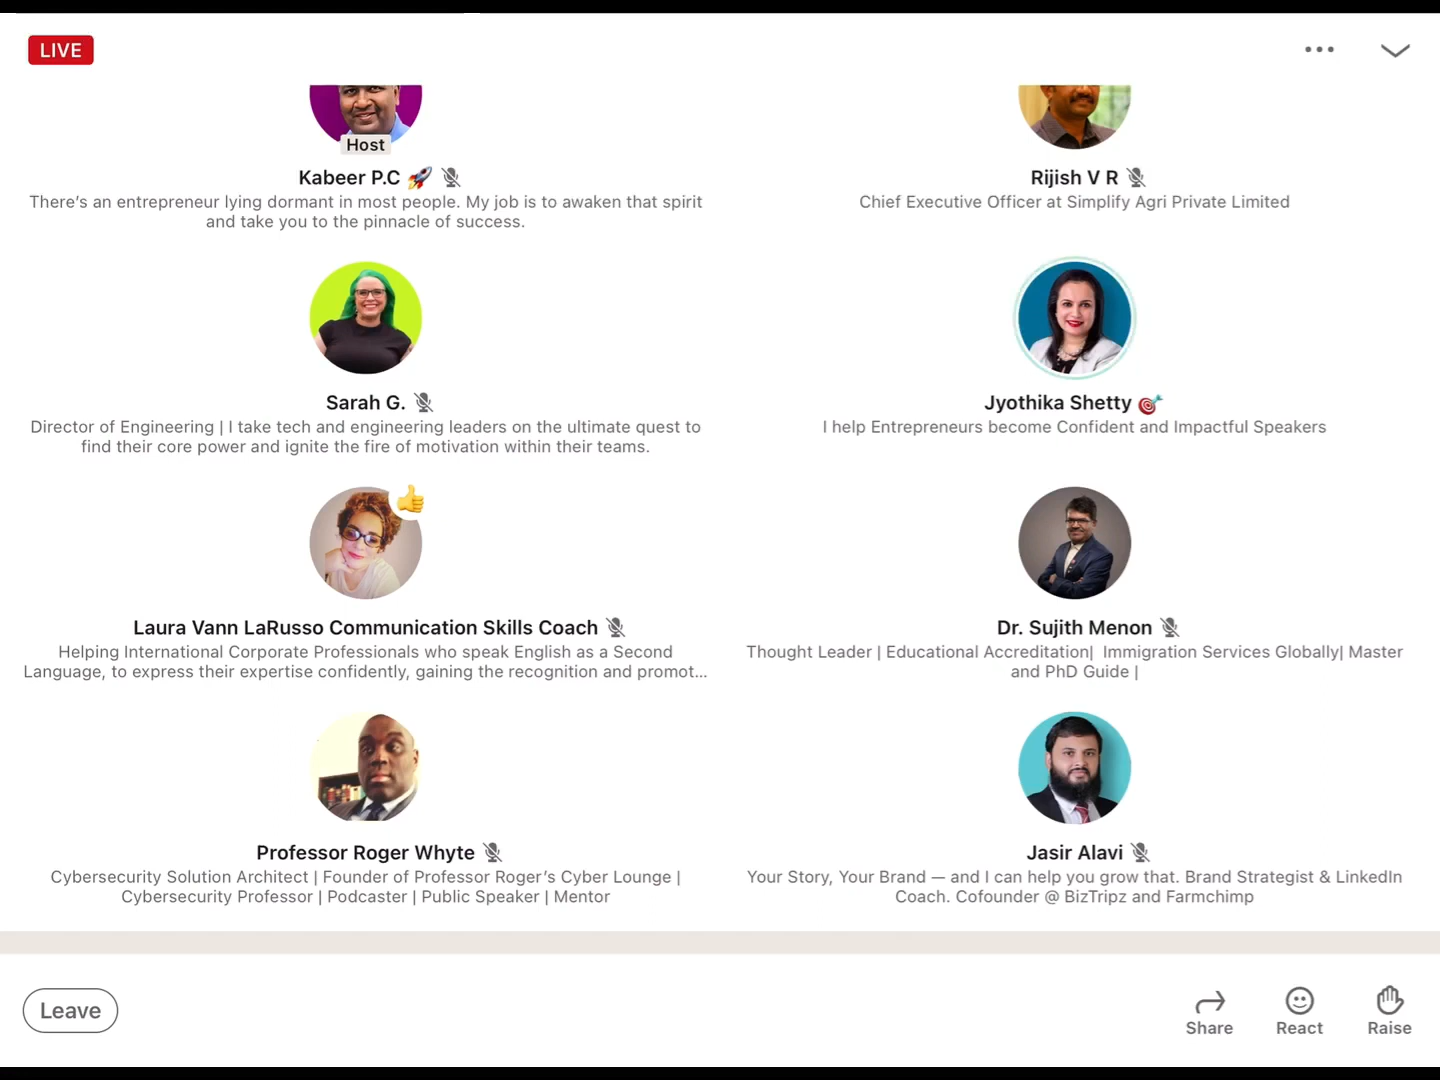 LIVE
Host
Kabeer P.C 🚀
There’s an entrepreneur lying dormant in most people. My job is to awaken that spirit
and take you to the pinnacle of success.
Rijish V R
Chief Executive Officer at Simplify Agri Private Limited
Sarah G.
Director of Engineering | I take tech and engineering leaders on the ultimate quest to
find their core power and ignite the fire of motivation within their teams.
Jyothika Shetty 🎯
I help Entrepreneurs become Confident and Impactful Speakers
Laura Vann LaRusso Communication Skills Coach
Helping International Corporate Professionals who speak English as a Second
Language, to express their expertise confidently, gaining the recognition and promot...
Dr. Sujith Menon
Thought Leader | Educational Accreditation| Immigration Services Globally| Master
and PhD Guide |
Professor Roger Whyte
Cybersecurity Solution Architect | Founder of Professor Roger’s Cyber Lounge |
Cybersecurity Professor | Podcaster | Public Speaker | Mentor
Jasir Alavi
Your Story, Your Brand — and I can help you grow that. Brand Strategist & LinkedIn
Coach. Cofounder @ BizTripz and Farmchimp
Leave
Share
React
Raise